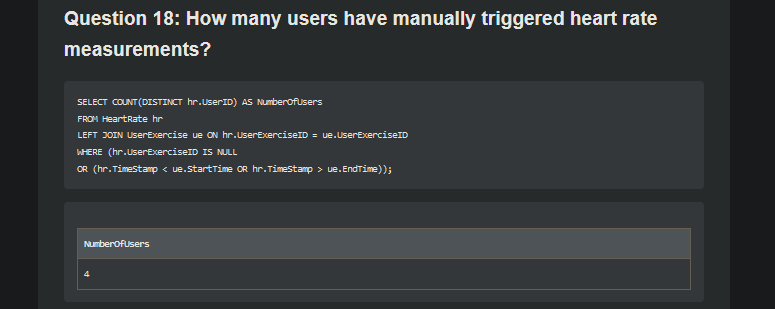 Question 18: How many users have manually triggered heart rate
measurements?
SELECT COUNT(DISTINCT hr.UserID) AS NumberOfUsers
FROM HeartRate hr
LEFT JOIN UserExercise ue ON hr.UserExerciseID = ue.UserExerciseID
WHERE (hr.UserExerciseID IS NULL
OR (hr.TimeStamp < ue.StartTime OR hr.TimeStamp > ue.EndTime));
NumberOfUsers
4